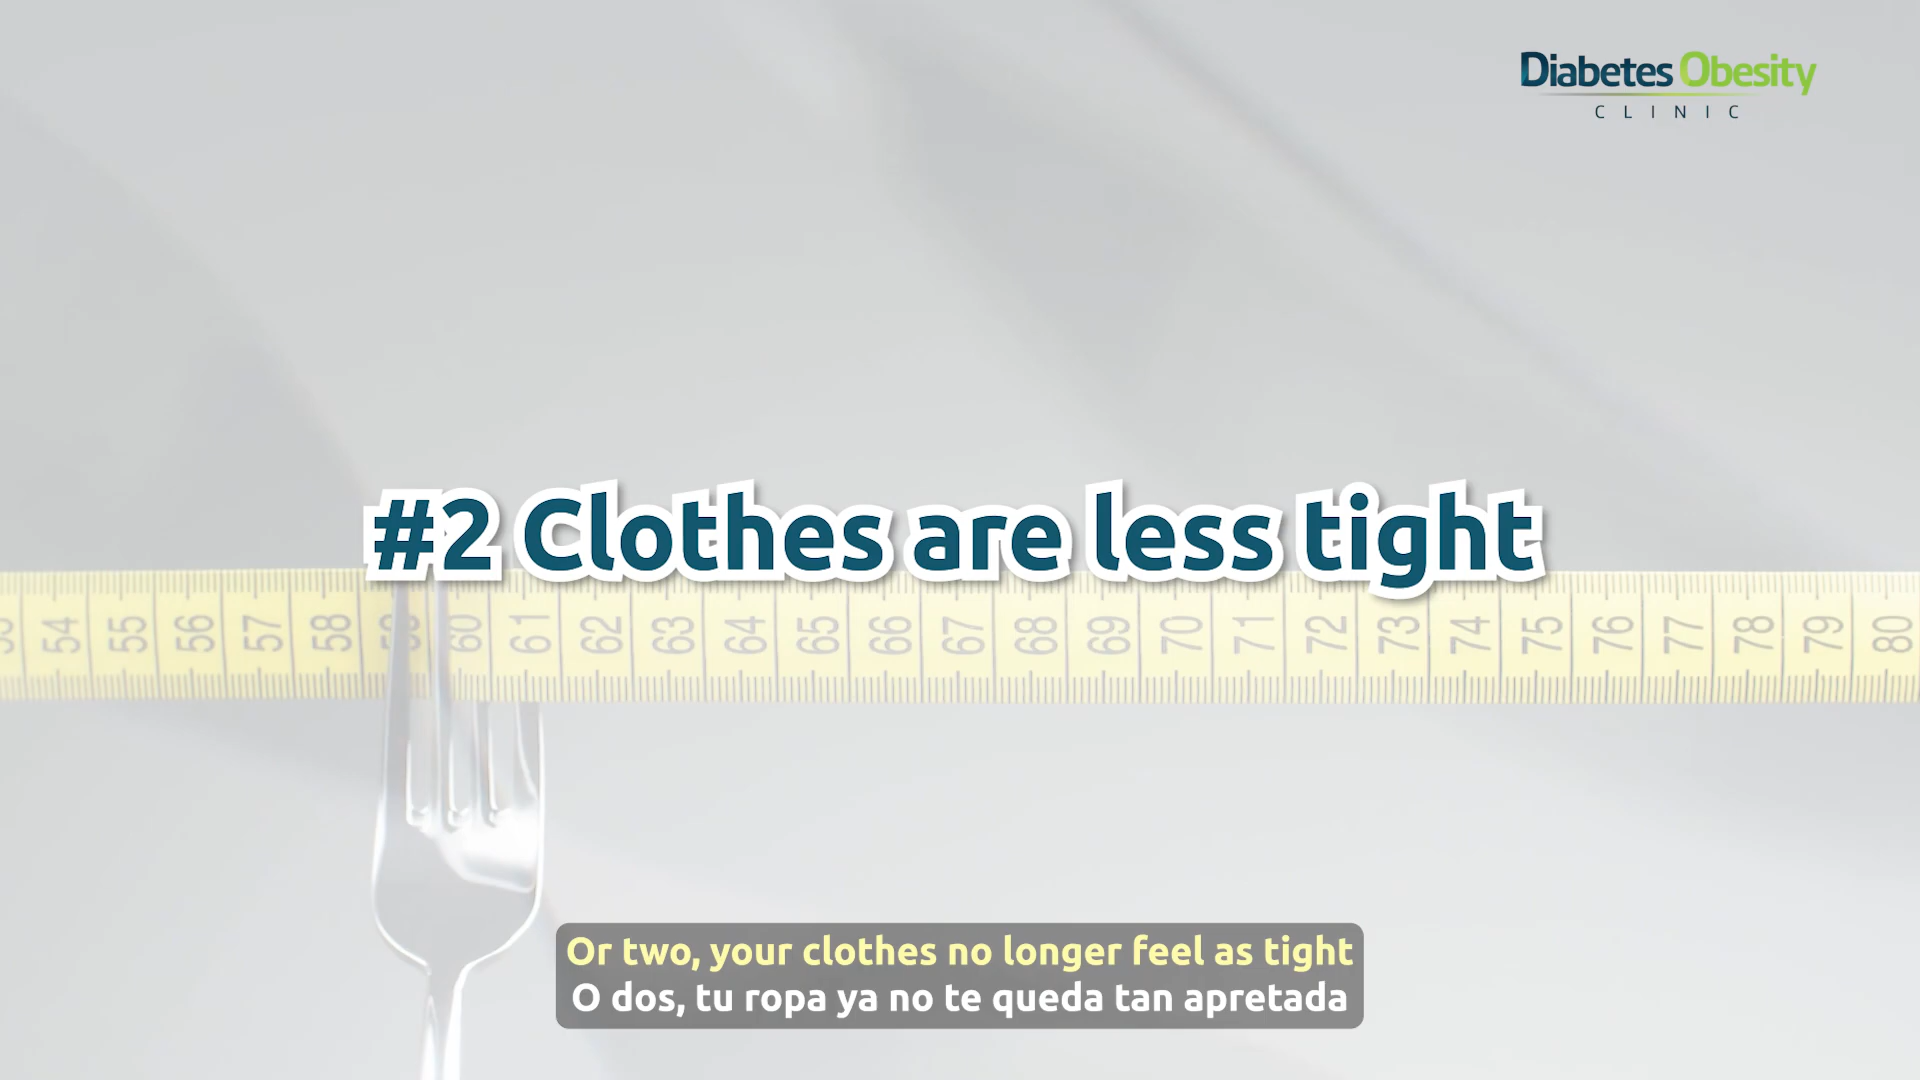 Diabetes Obesity
CLINIC
#2 Clothes are less tight
54 55 56 57 58 59 60 61 62 63 64 65 66 67 68 69 70 71 72 73 74 75 76 77 78 79 80
Or two, your clothes no longer feel as tight
O dos, tu ropa ya no te queda tan apretada